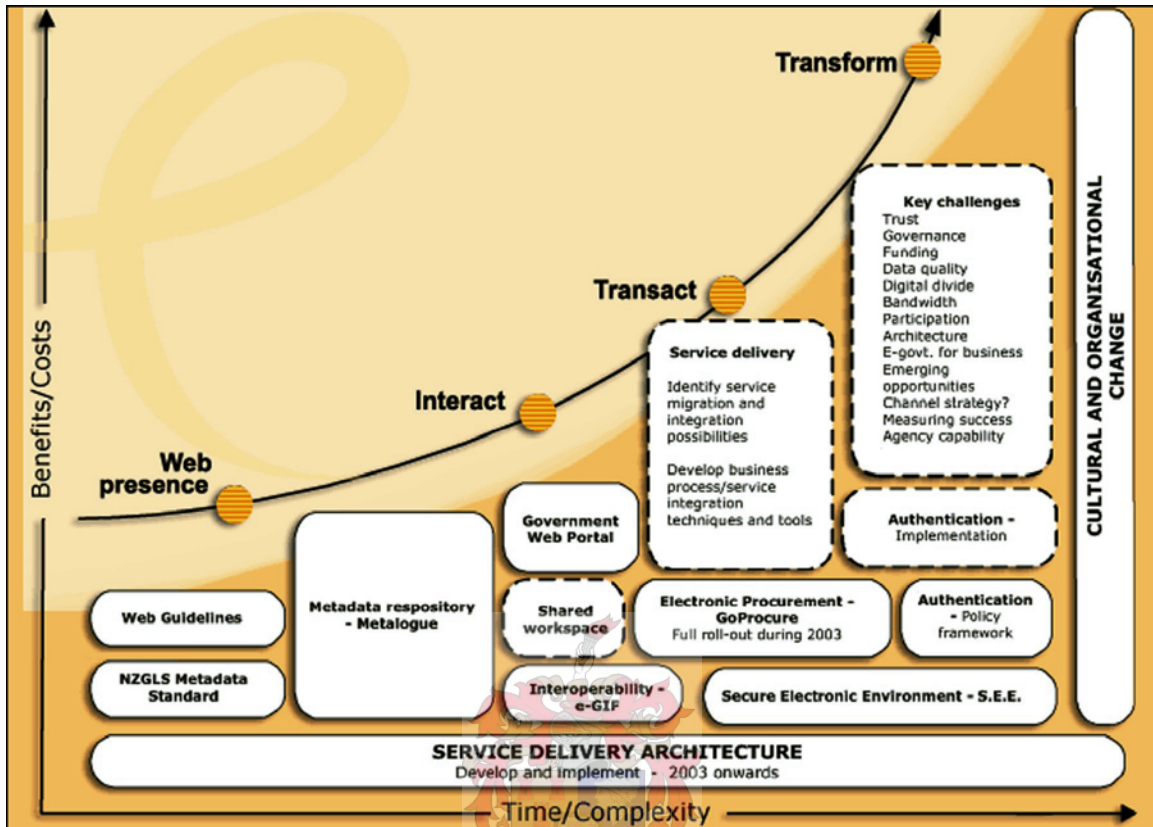 Transform
Key challenges
Trust
Governance
Funding
Data quality
Digital divide
Bandwidth
Participation
Architecture
E-govt. for business
Emerging
opportunities
Channel strategy?
Measuring success
Agency capability
Transact
Service delivery
Identify service
migration and
integration
possibilities
Develop business
process/service
integration
techniques and tools
Interact
Web
presence
Government
Web Portal
Authentication -
Implementation
Web Guidelines
Metadata respository
- Metalogue
Shared
workspace
Electronic Procurement -
GoProcure
Full roll-out during 2003
Authentication
- Policy
framework
NZGLS Metadata
Standard
Interoperability -
e-GIF
Secure Electronic Environment - S.E.E.
SERVICE DELIVERY ARCHITECTURE
Develop and implement - 2003 onwards
CULTURAL AND ORGANISATIONAL
CHANGE
Benefits/Costs
Time/Complexity